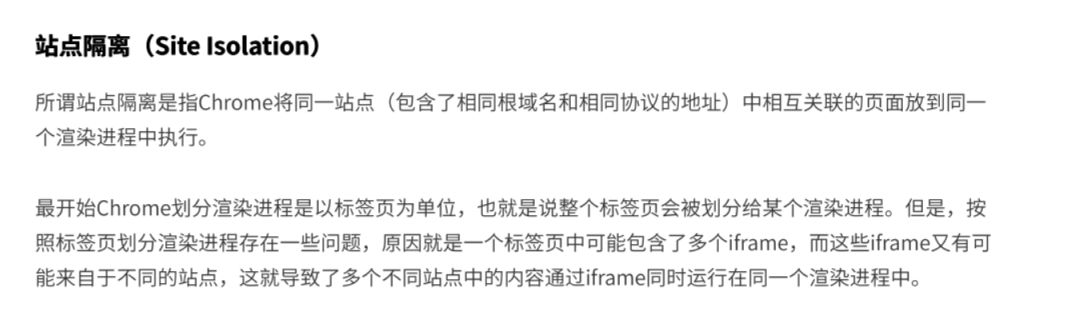 站点隔离（Site Isolation）
所谓站点隔离是指Chrome将同一站点（包含了相同根域名和相同协议的地址）中相互关联的页面放到同一
个渲染进程中执行。
最开始Chrome划分渲染进程是以标签页为单位，也就是说整个标签页会被划分给某个渲染进程。但是，按
照标签页划分渲染进程存在一些问题，原因就是一个标签页中可能包含了多个iframe，而这些iframe又有可
能来自于不同的站点，这就导致了多个不同站点中的内容通过iframe同时运行在同一个渲染进程中。